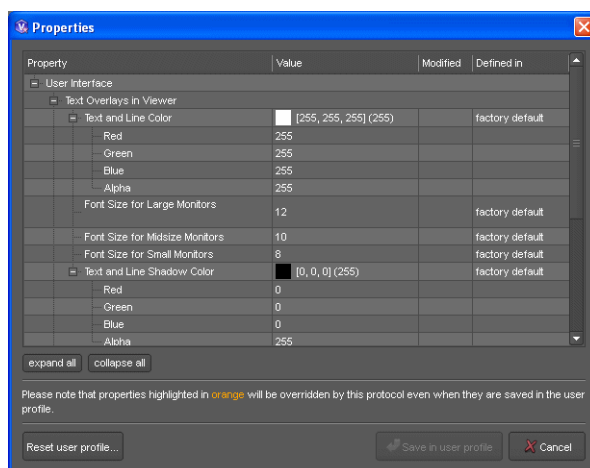 Properties
Property Value Modified Defined in
User Interface
Text Overlays in Viewer
Text and Line Color [255, 255, 255] (255) factory default
Red 255
Green 255
Blue 255
Alpha 255
Font Size for Large Monitors 12 factory default
Font Size for Midsize Monitors 10 factory default
Font Size for Small Monitors 8 factory default
Text and Line Shadow Color [0, 0, 0] (255) factory default
Red 0
Green 0
Blue 0
Alpha 255
expand all collapse all
Please note that properties highlighted in orange will be overridden by this protocol even when they are saved in the user
profile.
Reset user profile... Save in user profile Cancel